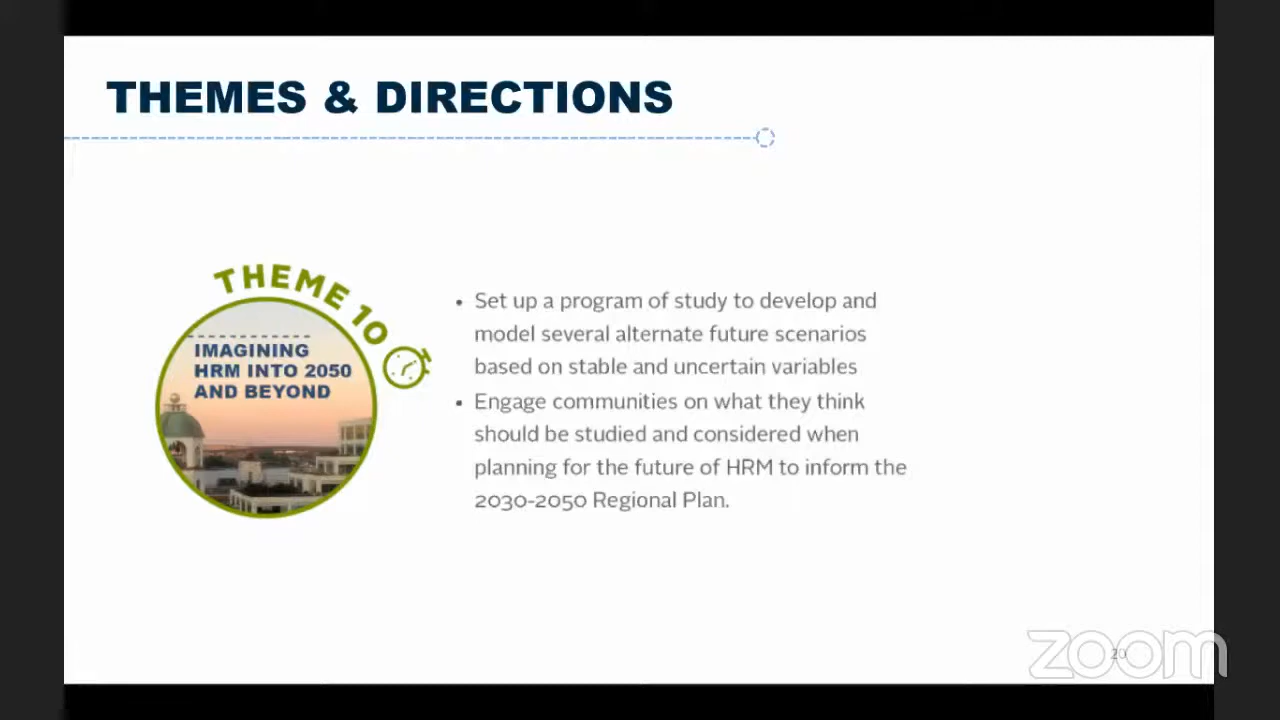 THEMES & DIRECTIONS
THEME 10
IMAGINING
HRM INTO 2050
AND BEYOND
• Set up a program of study to develop and
model several alternate future scenarios
based on stable and uncertain variables
• Engage communities on what they think
should be studied and considered when
planning for the future of HRM to inform the
2030-2050 Regional Plan.
20
zoom